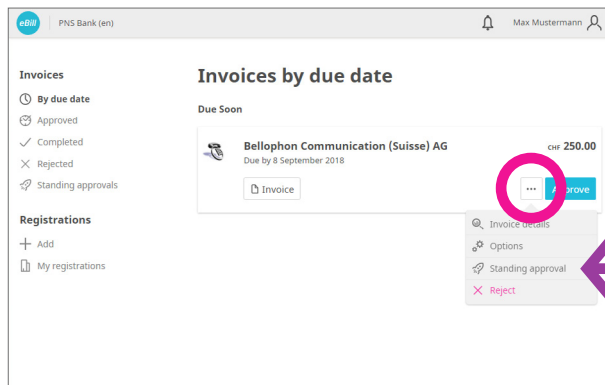 eBill PNS Bank (en) Max Mustermann
Invoices
By due date
Approved
Completed
Rejected
Standing approvals
Registrations
Add
My registrations
Invoices by due date
Due Soon
Bellophon Communication (Suisse) AG CHF 250.00
Due by 8 September 2018
Invoice ... Approve
Invoice details
Options
Standing approval
Reject